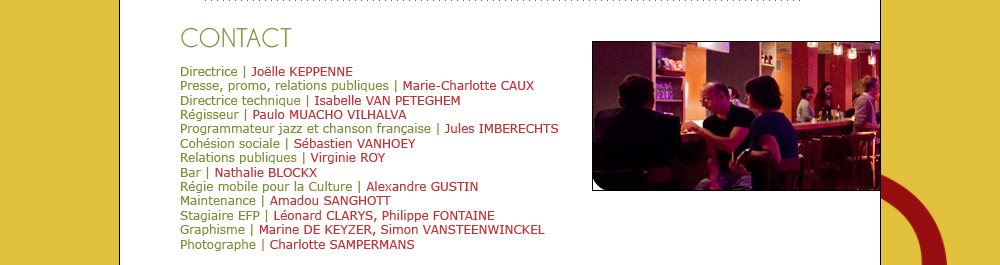 CONTACT
Directrice | Joëlle KEPPENNE
Presse, promo, relations publiques | Marie-Charlotte CAUX
Directrice technique | Isabelle VAN PETEGHEM
Régisseur | Paulo MUACHO VILHALVA
Programmateur jazz et chanson française | Jules IMBERECHTS
Cohésion sociale | Sébastien VANHOEY
Relations publiques | Virginie ROY
Bar | Nathalie BLOCKX
Régie mobile pour la Culture | Alexandre GUSTIN
Maintenance | Amadou SANGHOTT
Stagiaire EFP | Léonard CLARYS, Philippe FONTAINE
Graphisme | Marine DE KEYZER, Simon VANSTEENWINCKEL
Photographe | Charlotte SAMPERMANS